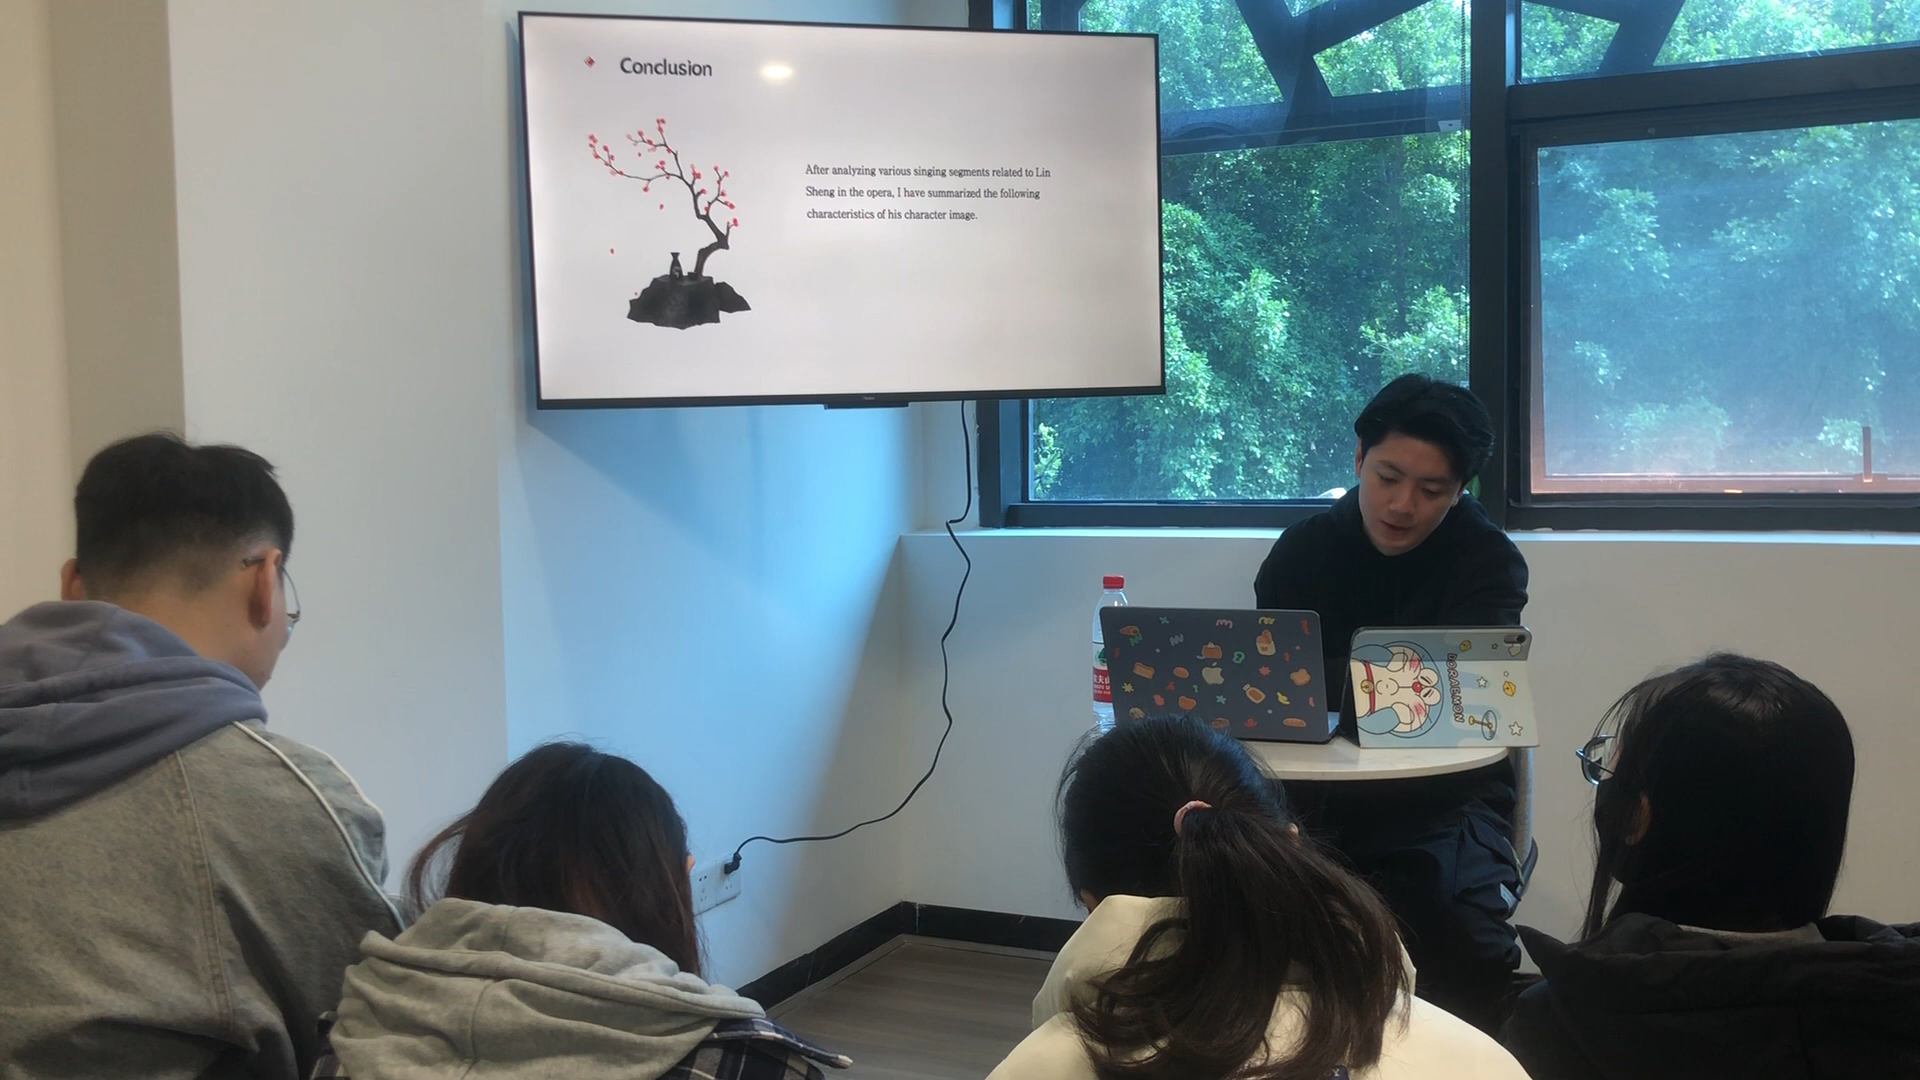 Conclusion
After analyzing various singing segments related to Lin
Sheng in the opera, I have summarized the following
characteristics of his character image.
DORAEMON